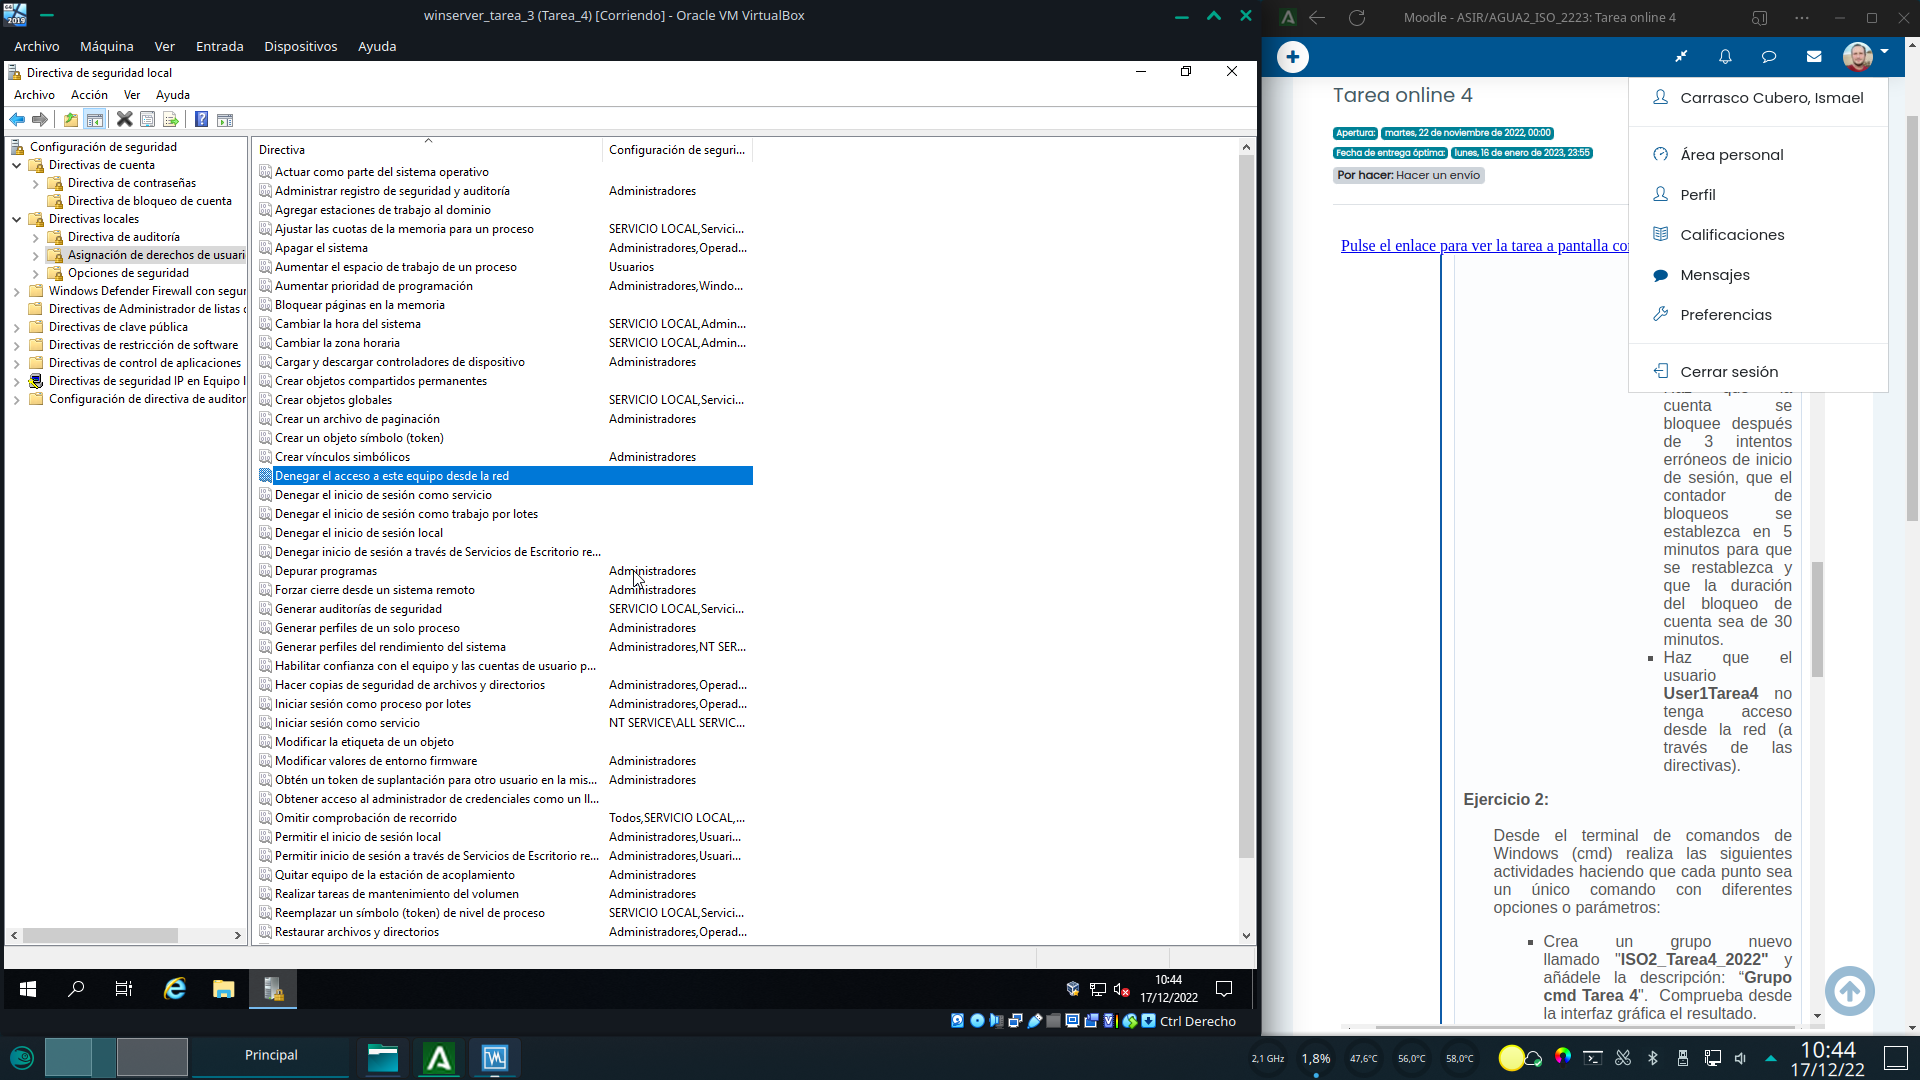 winserver_tarea_3 (Tarea_4) [Corriendo] - Oracle VM VirtualBox
Archivo Máquina Ver Entrada Dispositivos Ayuda
Directiva de seguridad local
Archivo Acción Ver Ayuda
Configuración de seguridad
Directivas de cuenta
Directiva de contraseñas
Directiva de bloqueo de cuenta
Directivas locales
Directiva de auditoría
Asignación de derechos de usuari
Opciones de seguridad
Windows Defender Firewall con segur
Directivas de Administrador de listas c
Directivas de clave pública
Directivas de restricción de software
Directivas de control de aplicaciones
Directivas de seguridad IP en Equipo l
Configuración de directiva de auditor
Directiva Configuración de seguri...
Actuar como parte del sistema operativo
Administrar registro de seguridad y auditoría Administradores
Agregar estaciones de trabajo al dominio
Ajustar las cuotas de la memoria para un proceso SERVICIO LOCAL,Servici...
Apagar el sistema Administradores,Operad...
Aumentar el espacio de trabajo de un proceso Usuarios
Aumentar prioridad de programación Administradores,Windo...
Bloquear páginas en la memoria
Cambiar la hora del sistema SERVICIO LOCAL,Admin...
Cambiar la zona horaria SERVICIO LOCAL,Admin...
Cargar y descargar controladores de dispositivo Administradores
Crear objetos compartidos permanentes
Crear objetos globales SERVICIO LOCAL,Servici...
Crear un archivo de paginación Administradores
Crear un objeto símbolo (token)
Crear vínculos simbólicos Administradores
Denegar el acceso a este equipo desde la red
Denegar el inicio de sesión como servicio
Denegar el inicio de sesión como trabajo por lotes
Denegar el inicio de sesión local
Denegar inicio de sesión a través de Servicios de Escritorio re...
Depurar programas Administradores
Forzar cierre desde un sistema remoto Administradores
Generar auditorías de seguridad SERVICIO LOCAL,Servici...
Generar perfiles de un solo proceso Administradores
Generar perfiles del rendimiento del sistema Administradores,NT SER...
Habilitar confianza con el equipo y las cuentas de usuario p...
Hacer copias de seguridad de archivos y directorios Administradores,Operad...
Iniciar sesión como proceso por lotes Administradores,Operad...
Iniciar sesión como servicio NT SERVICE\ALL SERVIC...
Modificar la etiqueta de un objeto
Modificar valores de entorno firmware Administradores
Obtén un token de suplantación para otro usuario en la mis... Administradores
Obtener acceso al administrador de credenciales como un ll...
Omitir comprobación de recorrido Todos,SERVICIO LOCAL,...
Permitir el inicio de sesión local Administradores,Usuari...
Permitir inicio de sesión a través de Servicios de Escritorio re... Administradores,Usuari...
Quitar equipo de la estación de acoplamiento Administradores
Realizar tareas de mantenimiento del volumen Administradores
Reemplazar un símbolo (token) de nivel de proceso SERVICIO LOCAL,Servici...
Restaurar archivos y directorios Administradores,Operad...
10:44
17/12/2022
Ctrl Derecho
Moodle - ASIR/AGUA2_ISO_2223: Tarea online 4
Tarea online 4
Apertura: martes, 22 de noviembre de 2022, 00:00
Fecha de entrega óptima: lunes, 16 de enero de 2023, 23:55
Por hacer: Hacer un envío
Pulse el enlace para ver la tarea a pantalla co
Carrasco Cubero, Ismael
Área personal
Perfil
Calificaciones
Mensajes
Preferencias
Cerrar sesión
cuenta se
bloquee después
de 3 intentos
erróneos de inicio
de sesión, que el
contador de
bloqueos se
establezca en 5
minutos para que
se restablezca y
que la duración
del bloqueo de
cuenta sea de 30
minutos.
Haz que el
usuario
User1Tarea4 no
tenga acceso
desde la red (a
través de las
directivas).
Ejercicio 2:
Desde el terminal de comandos de
Windows (cmd) realiza las siguientes
actividades haciendo que cada punto sea
un único comando con diferentes
opciones o parámetros:
Crea un grupo nuevo
llamado "ISO2_Tarea4_2022" y
añádele la descripción: “Grupo
cmd Tarea 4". Comprueba desde
la interfaz gráfica el resultado.
Principal
2,1 GHz 1,8% 47,6°C 56,0°C 58,0°C
10:44
17/12/22